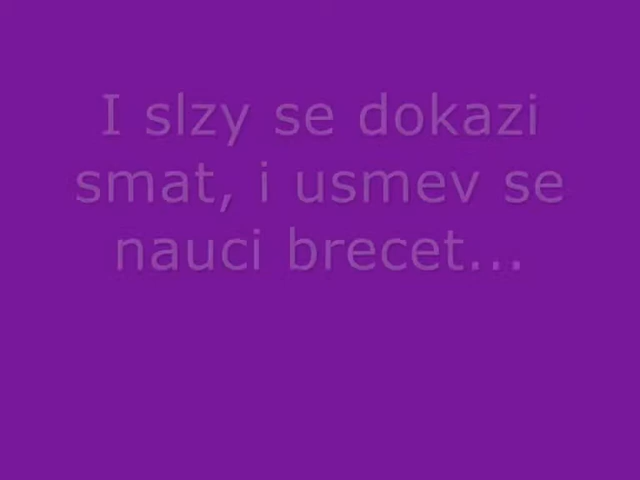 I slzy se dokazi
smat, i usmev se
nauci brecet...